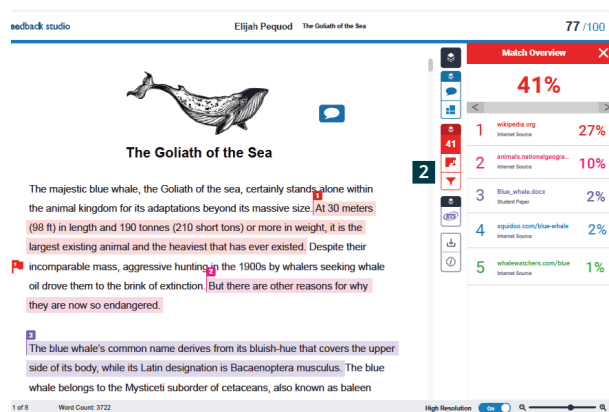 eedback studio
Elijah Pequod The Goliath of the Sea
77 /100
Match Overview
41%
1 wikipedia.org 27%
Internet Source
2 animals.nationalgeogra... 10%
Internet Source
3 Blue_whale.docx 2%
Student Paper
4 squidoo.com/blue-whale 2%
Internet Source
5 whalewatchers.com/blue 1%
Internet Source
41
2
The Goliath of the Sea
The majestic blue whale, the Goliath of the sea, certainly stands alone within
1
the animal kingdom for its adaptations beyond its massive size. At 30 meters
(98 ft) in length and 190 tonnes (210 short tons) or more in weight, it is the
largest existing animal and the heaviest that has ever existed. Despite their
incomparable mass, aggressive hunting in the 1900s by whalers seeking whale
2
oil drove them to the brink of extinction. But there are other reasons for why
they are now so endangered.
3
The blue whale's common name derives from its bluish-hue that covers the upper
side of its body, while its Latin designation is Bacaenoptera musculus. The blue
whale belongs to the Mysticeti suborder of cetaceans, also known as baleen
1 of 8 Word Count: 3722 High Resolution On